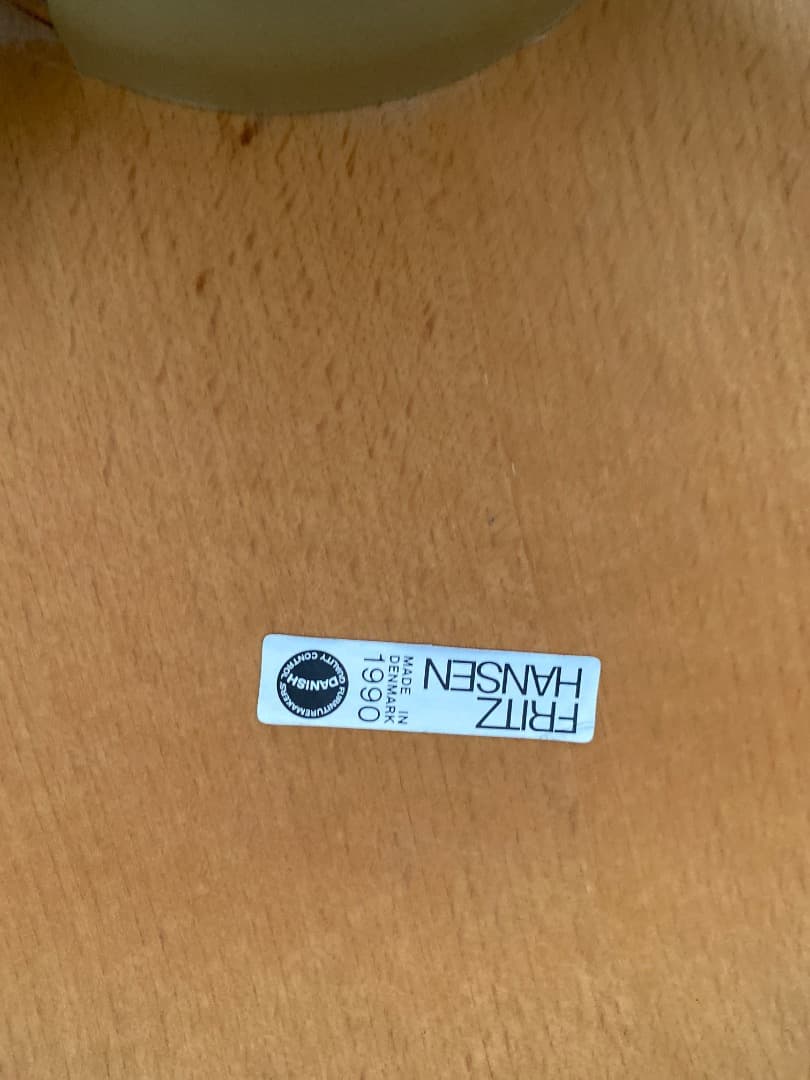 FRITZ
HANSEN
MADE IN
DENMARK
1990
DANISH
FURNITUREMAKERS' QUALITY CONTROL